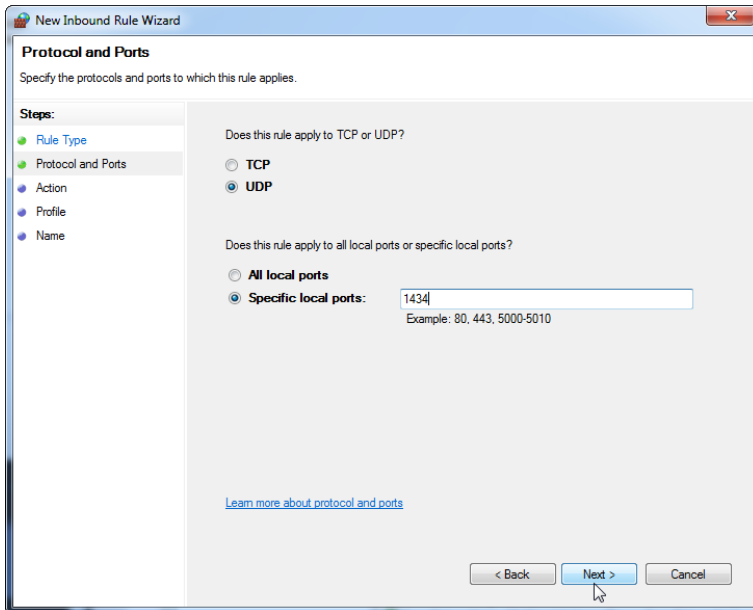 New Inbound Rule Wizard
Protocol and Ports
Specify the protocols and ports to which this rule applies.
Steps:
Rule Type
Protocol and Ports
Action
Profile
Name
Does this rule apply to TCP or UDP?
TCP
UDP
Does this rule apply to all local ports or specific local ports?
All local ports
Specific local ports: 1434
Example: 80, 443, 5000-5010
Learn more about protocol and ports
< Back Next > Cancel